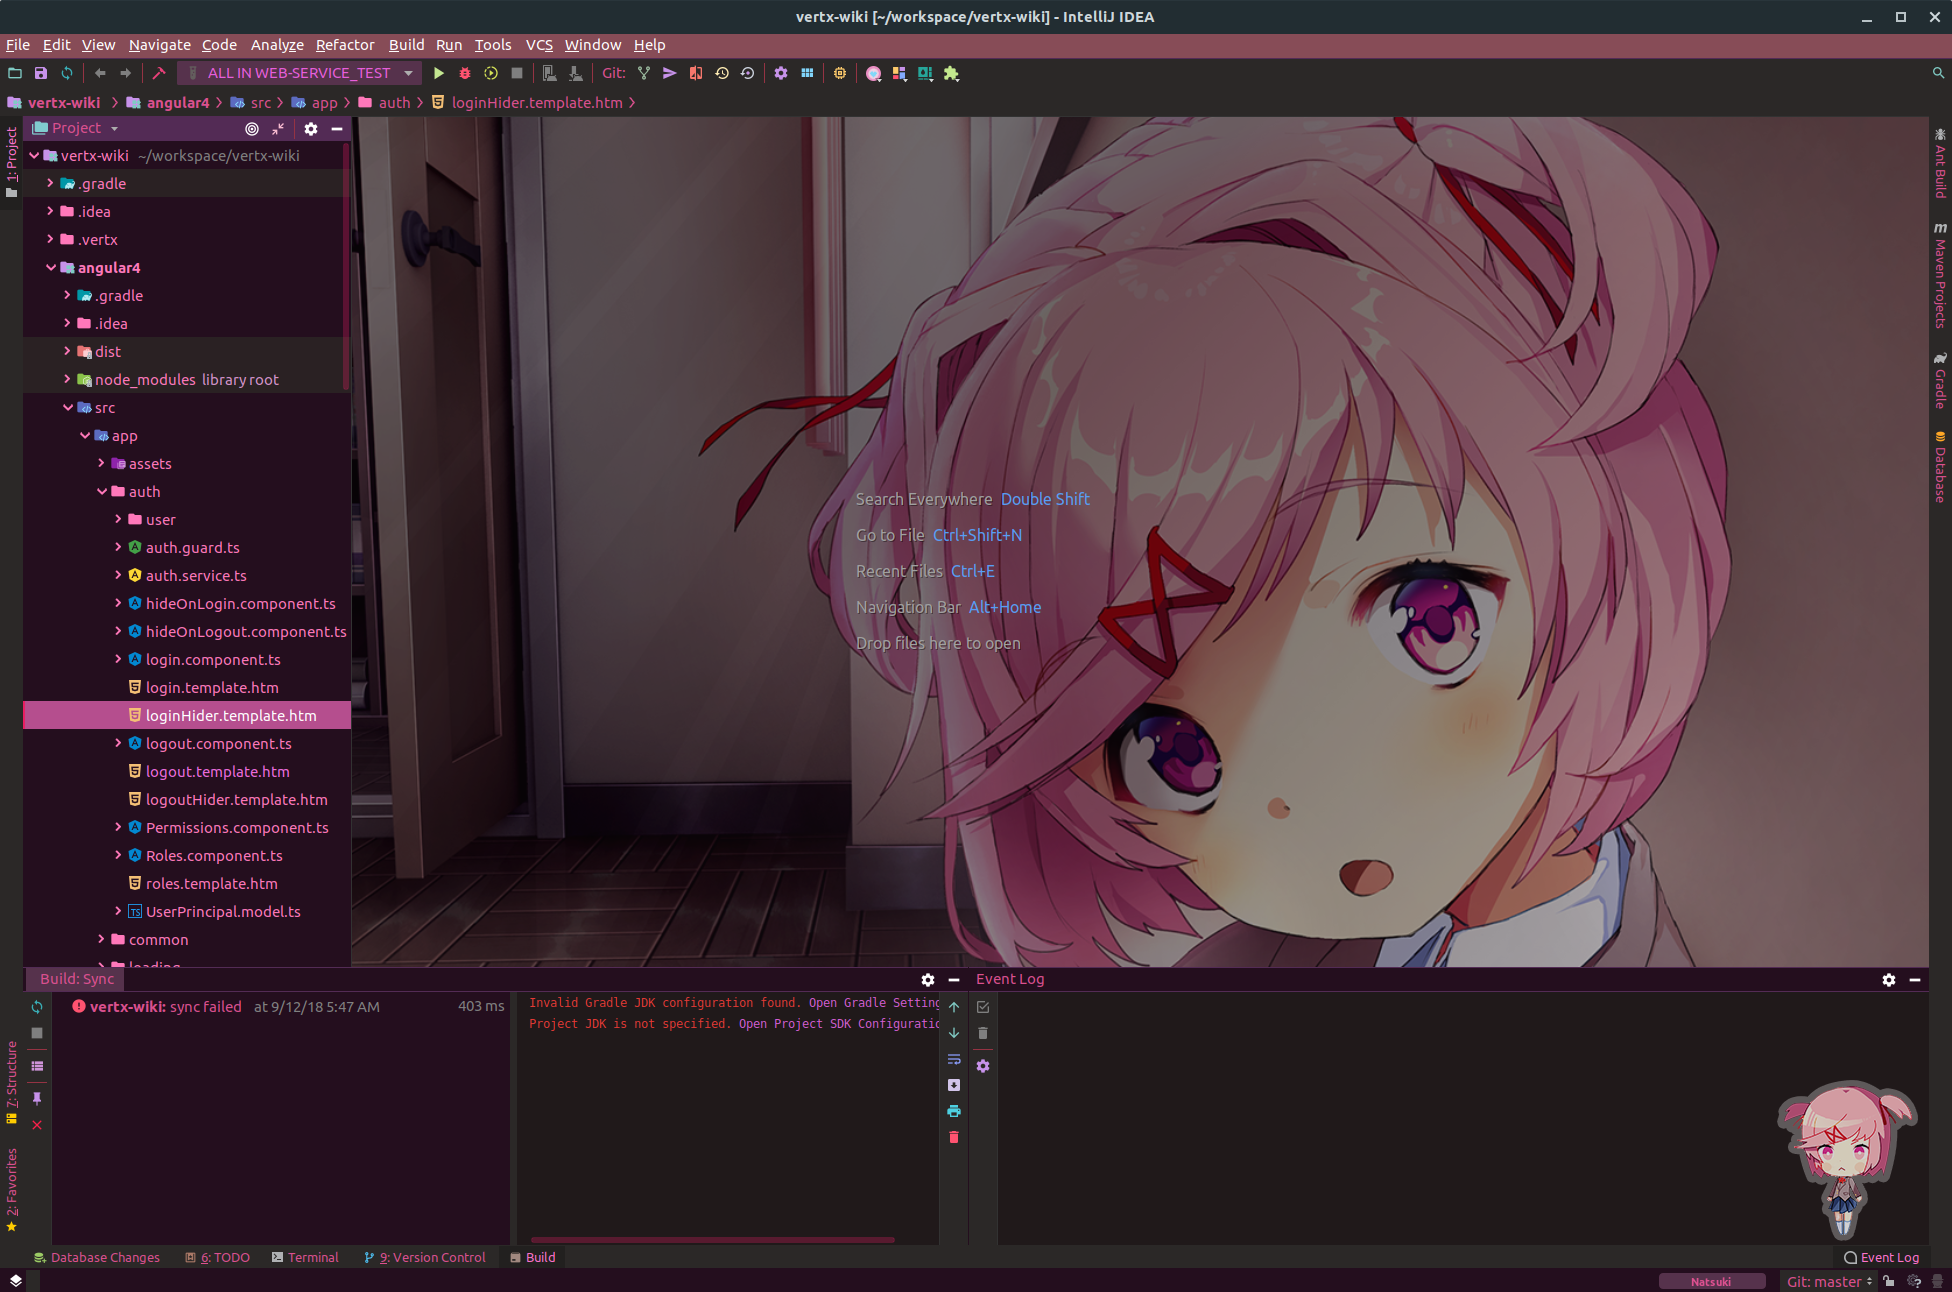 vertx-wiki [~/workspace/vertx-wiki] - IntelliJ IDEA
File Edit View Navigate Code Analyze Refactor Build Run Tools VCS Window Help
ALL IN WEB-SERVICE_TEST Git:
vertx-wiki angular4 src app auth loginHider.template.htm
1: Project
Project
vertx-wiki ~/workspace/vertx-wiki
.gradle
.idea
.vertx
angular4
.gradle
.idea
dist
node_modules library root
src
app
assets
auth
user
auth.guard.ts
auth.service.ts
hideOnLogin.component.ts
hideOnLogout.component.ts
login.component.ts
login.template.htm
loginHider.template.htm
logout.component.ts
logout.template.htm
logoutHider.template.htm
Permissions.component.ts
Roles.component.ts
roles.template.htm
UserPrincipal.model.ts
common
loading
Search Everywhere Double Shift
Go to File Ctrl+Shift+N
Recent Files Ctrl+E
Navigation Bar Alt+Home
Drop files here to open
Ant Build
Maven Projects
Gradle
Database
7: Structure
2: Favorites
Build: Sync
vertx-wiki: sync failed at 9/12/18 5:47 AM 403 ms
Invalid Gradle JDK configuration found. Open Gradle Setting
Project JDK is not specified. Open Project SDK Configuratio
Event Log
Database Changes 6: TODO Terminal 9: Version Control Build Event Log
Natsuki Git: master